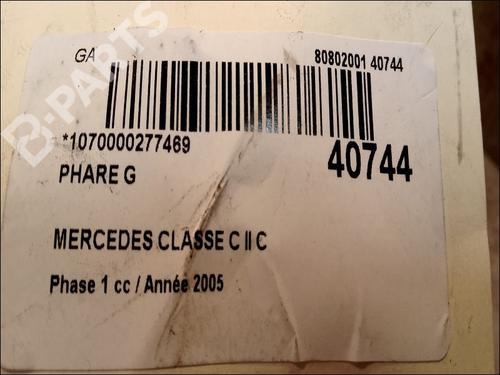 GA
80802001 40744
*1070000277469
40744
PHARE G
MERCEDES CLASSE C II C
Phase 1 cc / Année 2005
B-PARTS